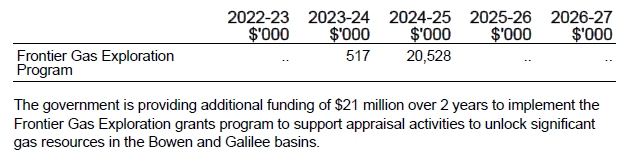 2022-23 2023-24 2024-25 2025-26 2026-27
$'000 $'000 $'000 $'000 $'000
Frontier Gas Exploration .. 517 20,528 .. ..
Program
The government is providing additional funding of $21 million over 2 years to implement the
Frontier Gas Exploration grants program to support appraisal activities to unlock significant
gas resources in the Bowen and Galilee basins.